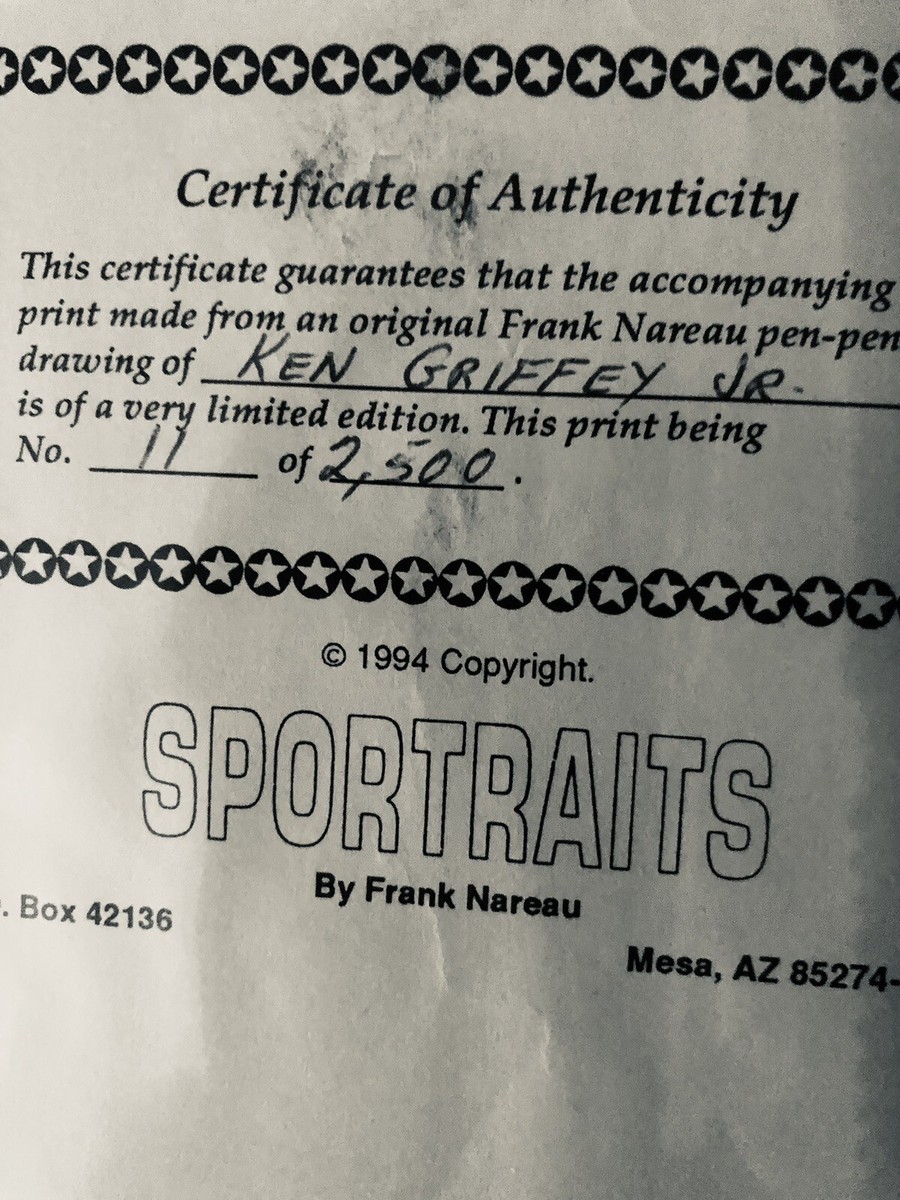 Certificate of Authenticity
This certificate guarantees that the accompanying
print made from an original Frank Nareau pen-pen
drawing of KEN GRIFFEY JR.
is of a very limited edition. This print being
No. 11 of 2,500.
© 1994 Copyright.
SPORTRAITS
By Frank Nareau
. Box 42136
Mesa, AZ 85274-